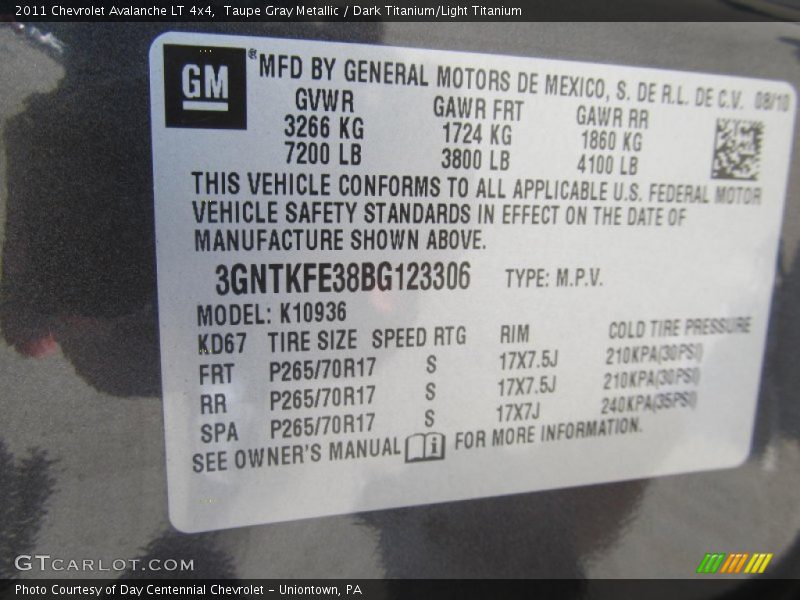 2011 Chevrolet Avalanche LT 4x4, Taupe Gray Metallic / Dark Titanium/Light Titanium
GM ® MFD BY GENERAL MOTORS DE MEXICO, S. DE R.L. DE C.V. 08/10
GVWR GAWR FRT GAWR RR
3266 KG 1724 KG 1860 KG
7200 LB 3800 LB 4100 LB
THIS VEHICLE CONFORMS TO ALL APPLICABLE U.S. FEDERAL MOTOR
VEHICLE SAFETY STANDARDS IN EFFECT ON THE DATE OF
MANUFACTURE SHOWN ABOVE.
3GNTKFE38BG123306 TYPE: M.P.V.
MODEL: K10936
KD67 TIRE SIZE SPEED RTG RIM COLD TIRE PRESSURE
FRT P265/70R17 S 17X7.5J 210KPA(30PSI)
RR P265/70R17 S 17X7.5J 210KPA(30PSI)
SPA P265/70R17 S 17X7J 240KPA(35PSI)
SEE OWNER'S MANUAL i FOR MORE INFORMATION.
GTCARLOT.COM
Photo Courtesy of Day Centennial Chevrolet – Uniontown, PA